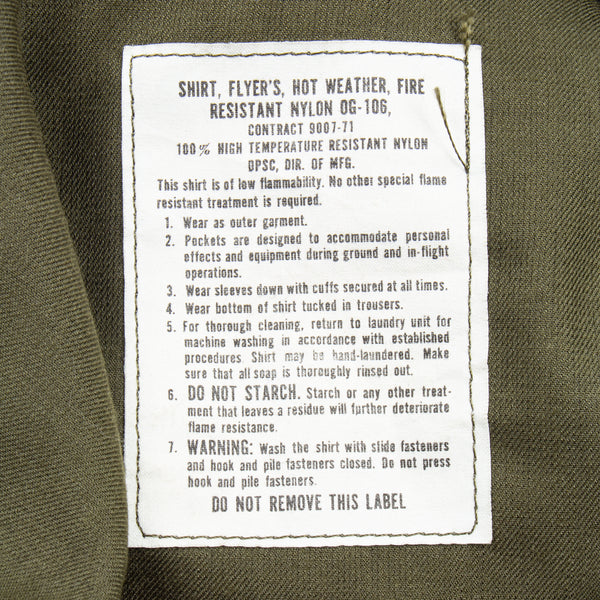 SHIRT, FLYER'S, HOT WEATHER, FIRE
RESISTANT NYLON OG-106,
CONTRACT 9007-71
100% HIGH TEMPERATURE RESISTANT NYLON
DPSC, DIR. OF MFG.
This shirt is of low flammability. No other special flame
resistant treatment is required.
1. Wear as outer garment.
2. Pockets are designed to accommodate personal
effects and equipment during ground and in-flight
operations.
3. Wear sleeves down with cuffs secured at all times.
4. Wear bottom of shirt tucked in trousers.
5. For thorough cleaning, return to laundry unit for
machine washing in accordance with established
procedures. Shirt may be hand-laundered. Make
sure that all soap is thoroughly rinsed out.
6. DO NOT STARCH. Starch or any other treat-
ment that leaves a residue will further deteriorate
flame resistance.
7. WARNING: Wash the shirt with slide fasteners
and hook and pile fasteners closed. Do not press
hook and pile fasteners.
DO NOT REMOVE THIS LABEL